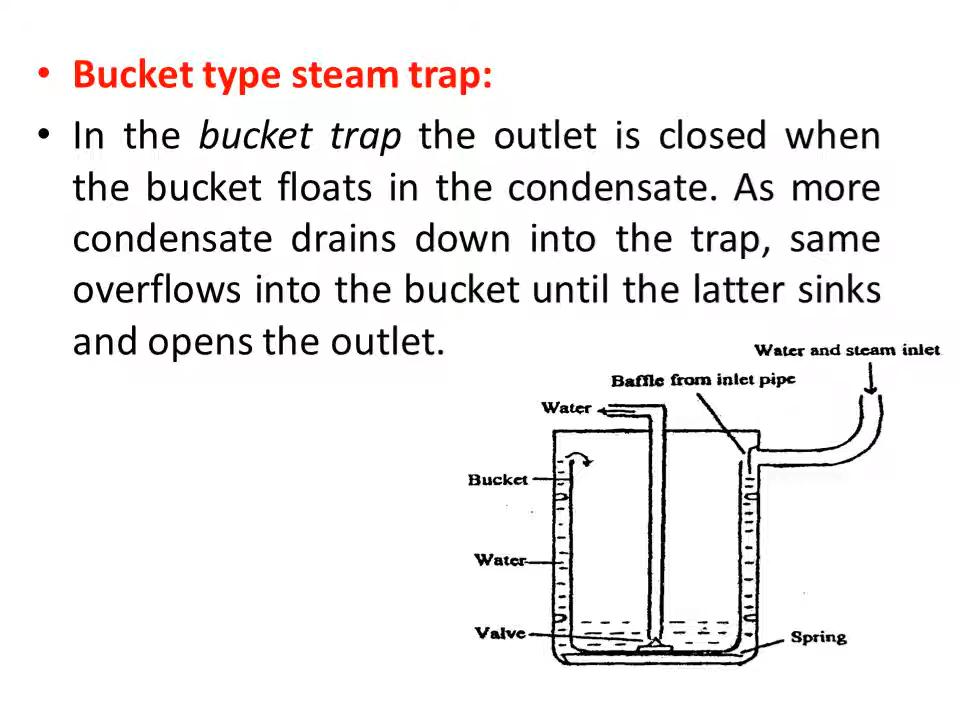 • Bucket type steam trap:
• In the bucket trap the outlet is closed when
the bucket floats in the condensate. As more
condensate drains down into the trap, same
overflows into the bucket until the latter sinks
and opens the outlet.
Water and steam inlet
Baffle from inlet pipe
Water
Bucket
Water
Valve
Spring